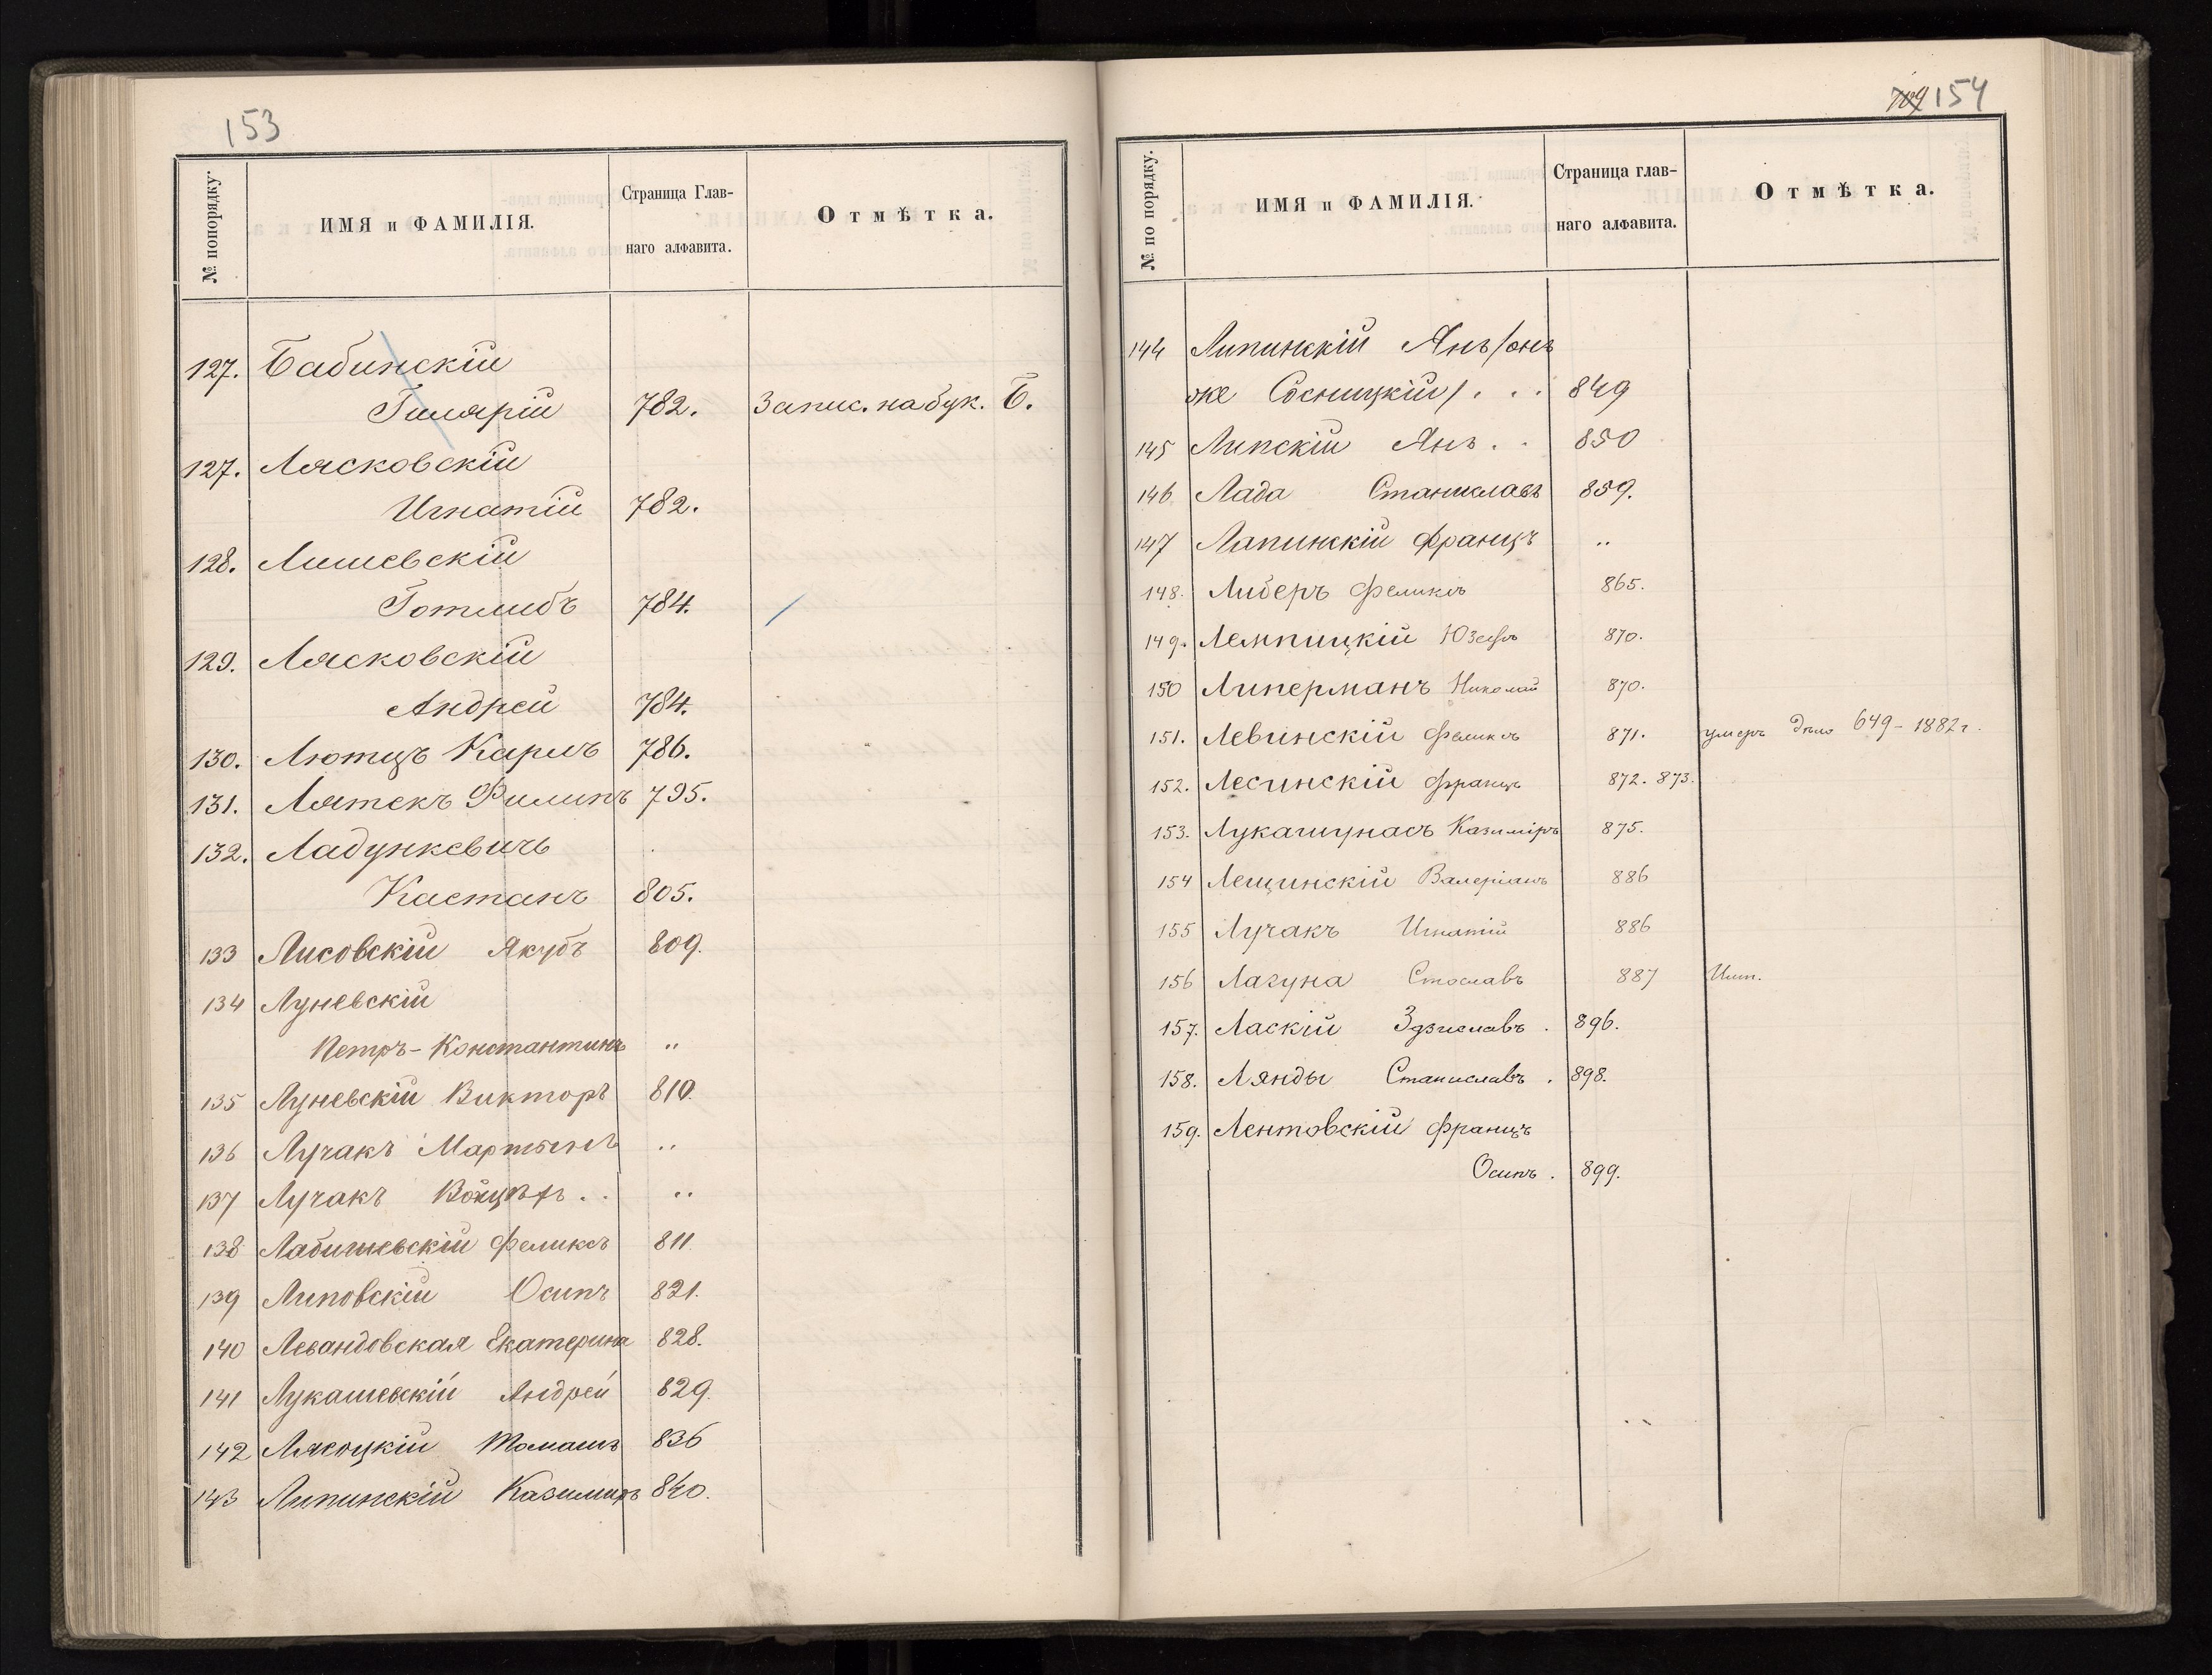 153
№ попорядку.
ИМЯ и ФАМИЛІЯ.
Страница Глав-
наго алфавита.
Отмѣтка.
127. Бабинскій
Гилярій 782. Запис. на бук. Б.
127. Лясковскій
Игнатій 782.
128. Лишевскій
Готлибъ 784.
129. Лясковскій
Андрей 784.
130. Лютцъ Карлъ 786.
131. Лятекъ Филипъ 795.
132. Ладункевичъ
Каетанъ 805.
133 Лисовскій Якубъ 809.
134 Луневскій
Петръ-Константинъ "
135 Луневскій Викторъ 810.
136 Лучакъ Мартынъ "
137 Лучакъ Войцѣхъ . . "
138 Лабишевскій Феликсъ 811.
139 Липовскій Осипъ 821.
140 Левандовская Екатерина 828.
141 Лукашевскій Андрей 829.
142 Лясоцкій Томашъ 836
143 Липинскій Казимиръ 840.
154
№ по порядку.
ИМЯ и ФАМИЛІЯ.
Страница глав-
наго алфавита.
Отмѣтка.
144 Липинскій Янъ /онъ
же Сосницкій/ . . . 849
145 Липскій Янъ . . 850
146 Лада Станиславъ 859.
147 Лапинскій Францъ "
148. Либеръ Феликсъ 865.
149. Лемпицкій Юзефъ 870.
150 Липерманъ Николай 870.
151. Левинскій Феликсъ 871. умеръ дѣло 649-1882 г.
152. Лесинскій Францъ 872. 873.
153. Лукашунасъ Казиміръ 875.
154 Лещинскій Валеріанъ 886
155 Лучакъ Игнатій 886
156 Лагуна Стославъ 887
157. Ласкій Здзиславъ . 896.
158. Лянды Станиславъ . 898.
159. Лентовскій Францъ
Осипъ . 899.